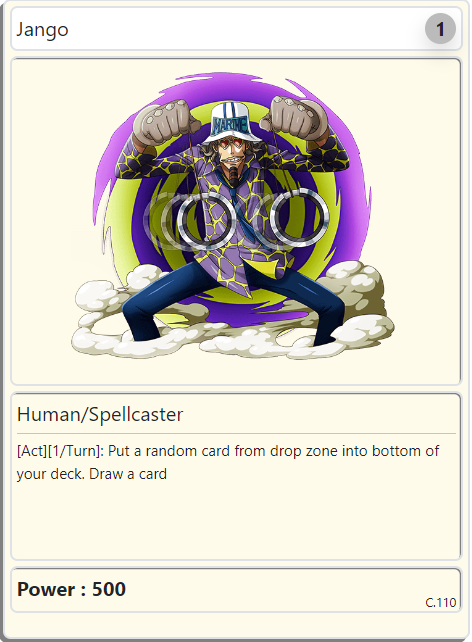 Jango
1
MARINE
Human/Spellcaster
[Act][1/Turn]: Put a random card from drop zone into bottom of
your deck. Draw a card
Power : 500
C.110